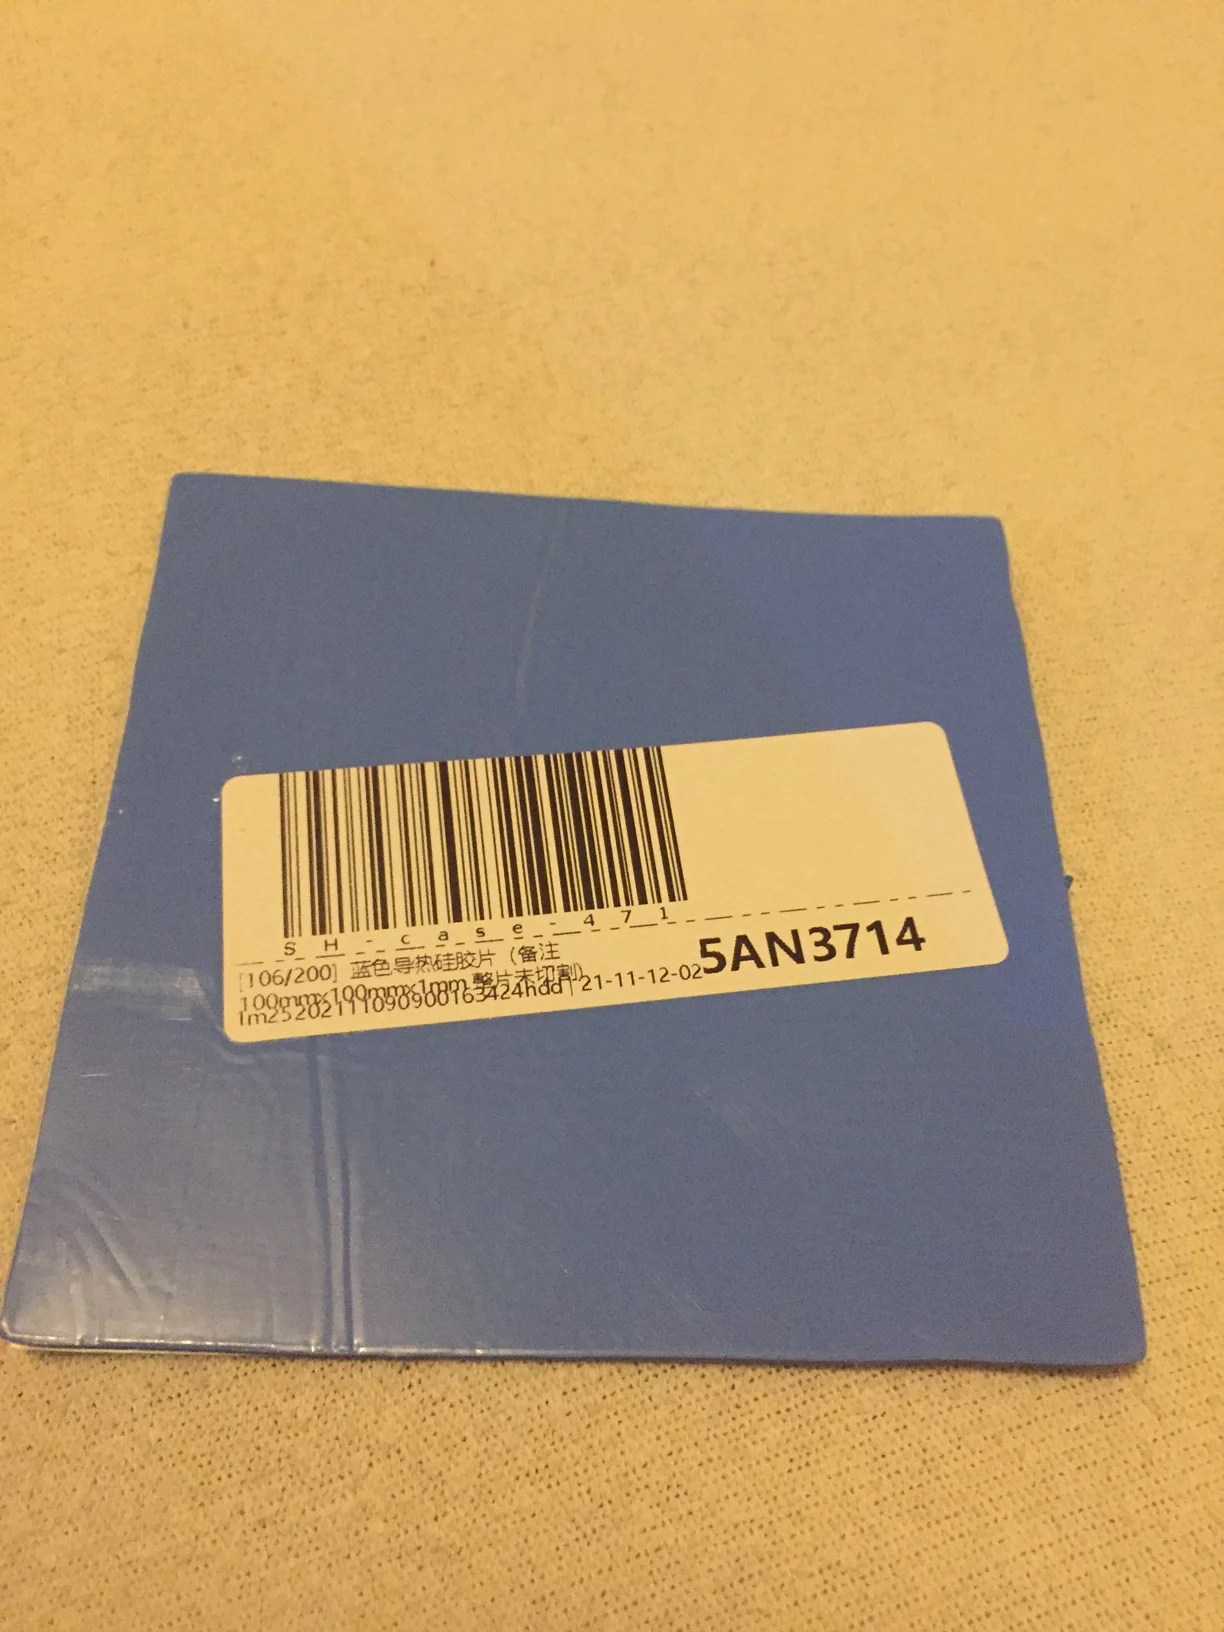 SH-case-471
[106/200] 蓝色导热硅胶片（备注
100mmx100mmx1mm 整片未切割）
1m25202111090900163424hdd | 21-11-12-02
5AN3714